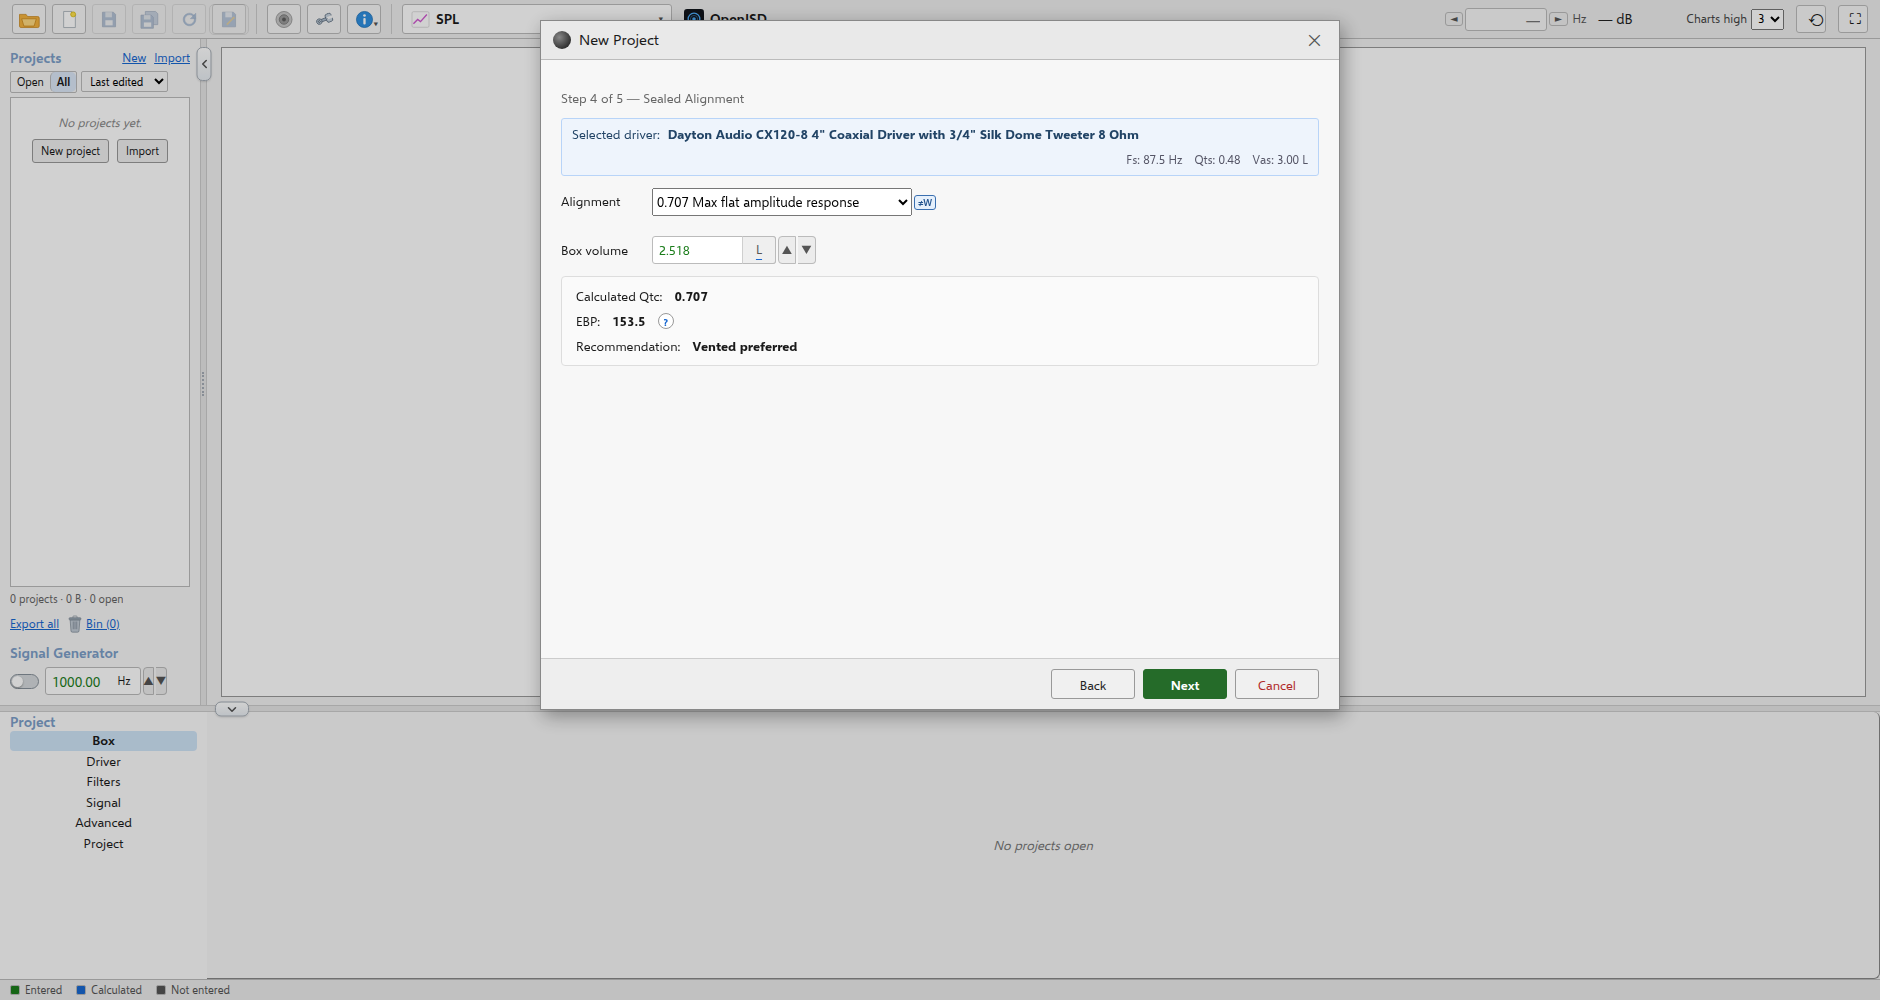 SPL
OpenISD
— Hz
— dB
Charts high 3
Projects New Import
Open All Last edited
No projects yet.
New project Import
0 projects · 0 B · 0 open
Export all Bin (0)
Signal Generator
1000.00 Hz
Project
Box
Driver
Filters
Signal
Advanced
Project
New Project
Step 4 of 5 — Sealed Alignment
Selected driver: Dayton Audio CX120-8 4" Coaxial Driver with 3/4" Silk Dome Tweeter 8 Ohm
Fs: 87.5 Hz Qts: 0.48 Vas: 3.00 L
Alignment 0.707 Max flat amplitude response ≠W
Box volume 2.518 L
Calculated Qtc: 0.707
EBP: 153.5 ?
Recommendation: Vented preferred
Back Next Cancel
No projects open
Entered Calculated Not entered